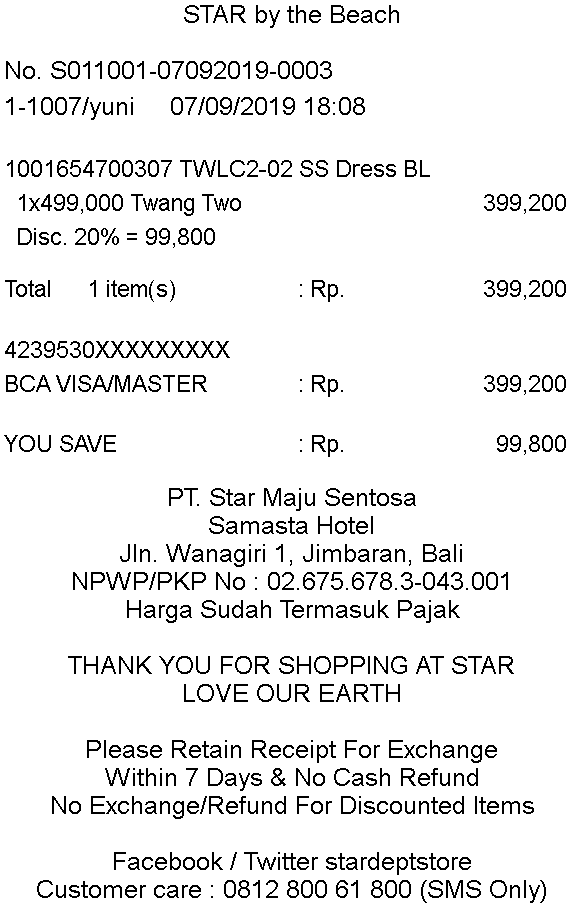 STAR by the Beach
No. S011001-07092019-0003
1-1007/yuni 07/09/2019 18:08
1001654700307 TWLC2-02 SS Dress BL
1x499,000 Twang Two 399,200
Disc. 20% = 99,800
Total 1 item(s) : Rp. 399,200
4239530XXXXXXXXX
BCA VISA/MASTER : Rp. 399,200
YOU SAVE : Rp. 99,800
PT. Star Maju Sentosa
Samasta Hotel
Jln. Wanagiri 1, Jimbaran, Bali
NPWP/PKP No : 02.675.678.3-043.001
Harga Sudah Termasuk Pajak
THANK YOU FOR SHOPPING AT STAR
LOVE OUR EARTH
Please Retain Receipt For Exchange
Within 7 Days & No Cash Refund
No Exchange/Refund For Discounted Items
Facebook / Twitter stardeptstore
Customer care : 0812 800 61 800 (SMS Only)